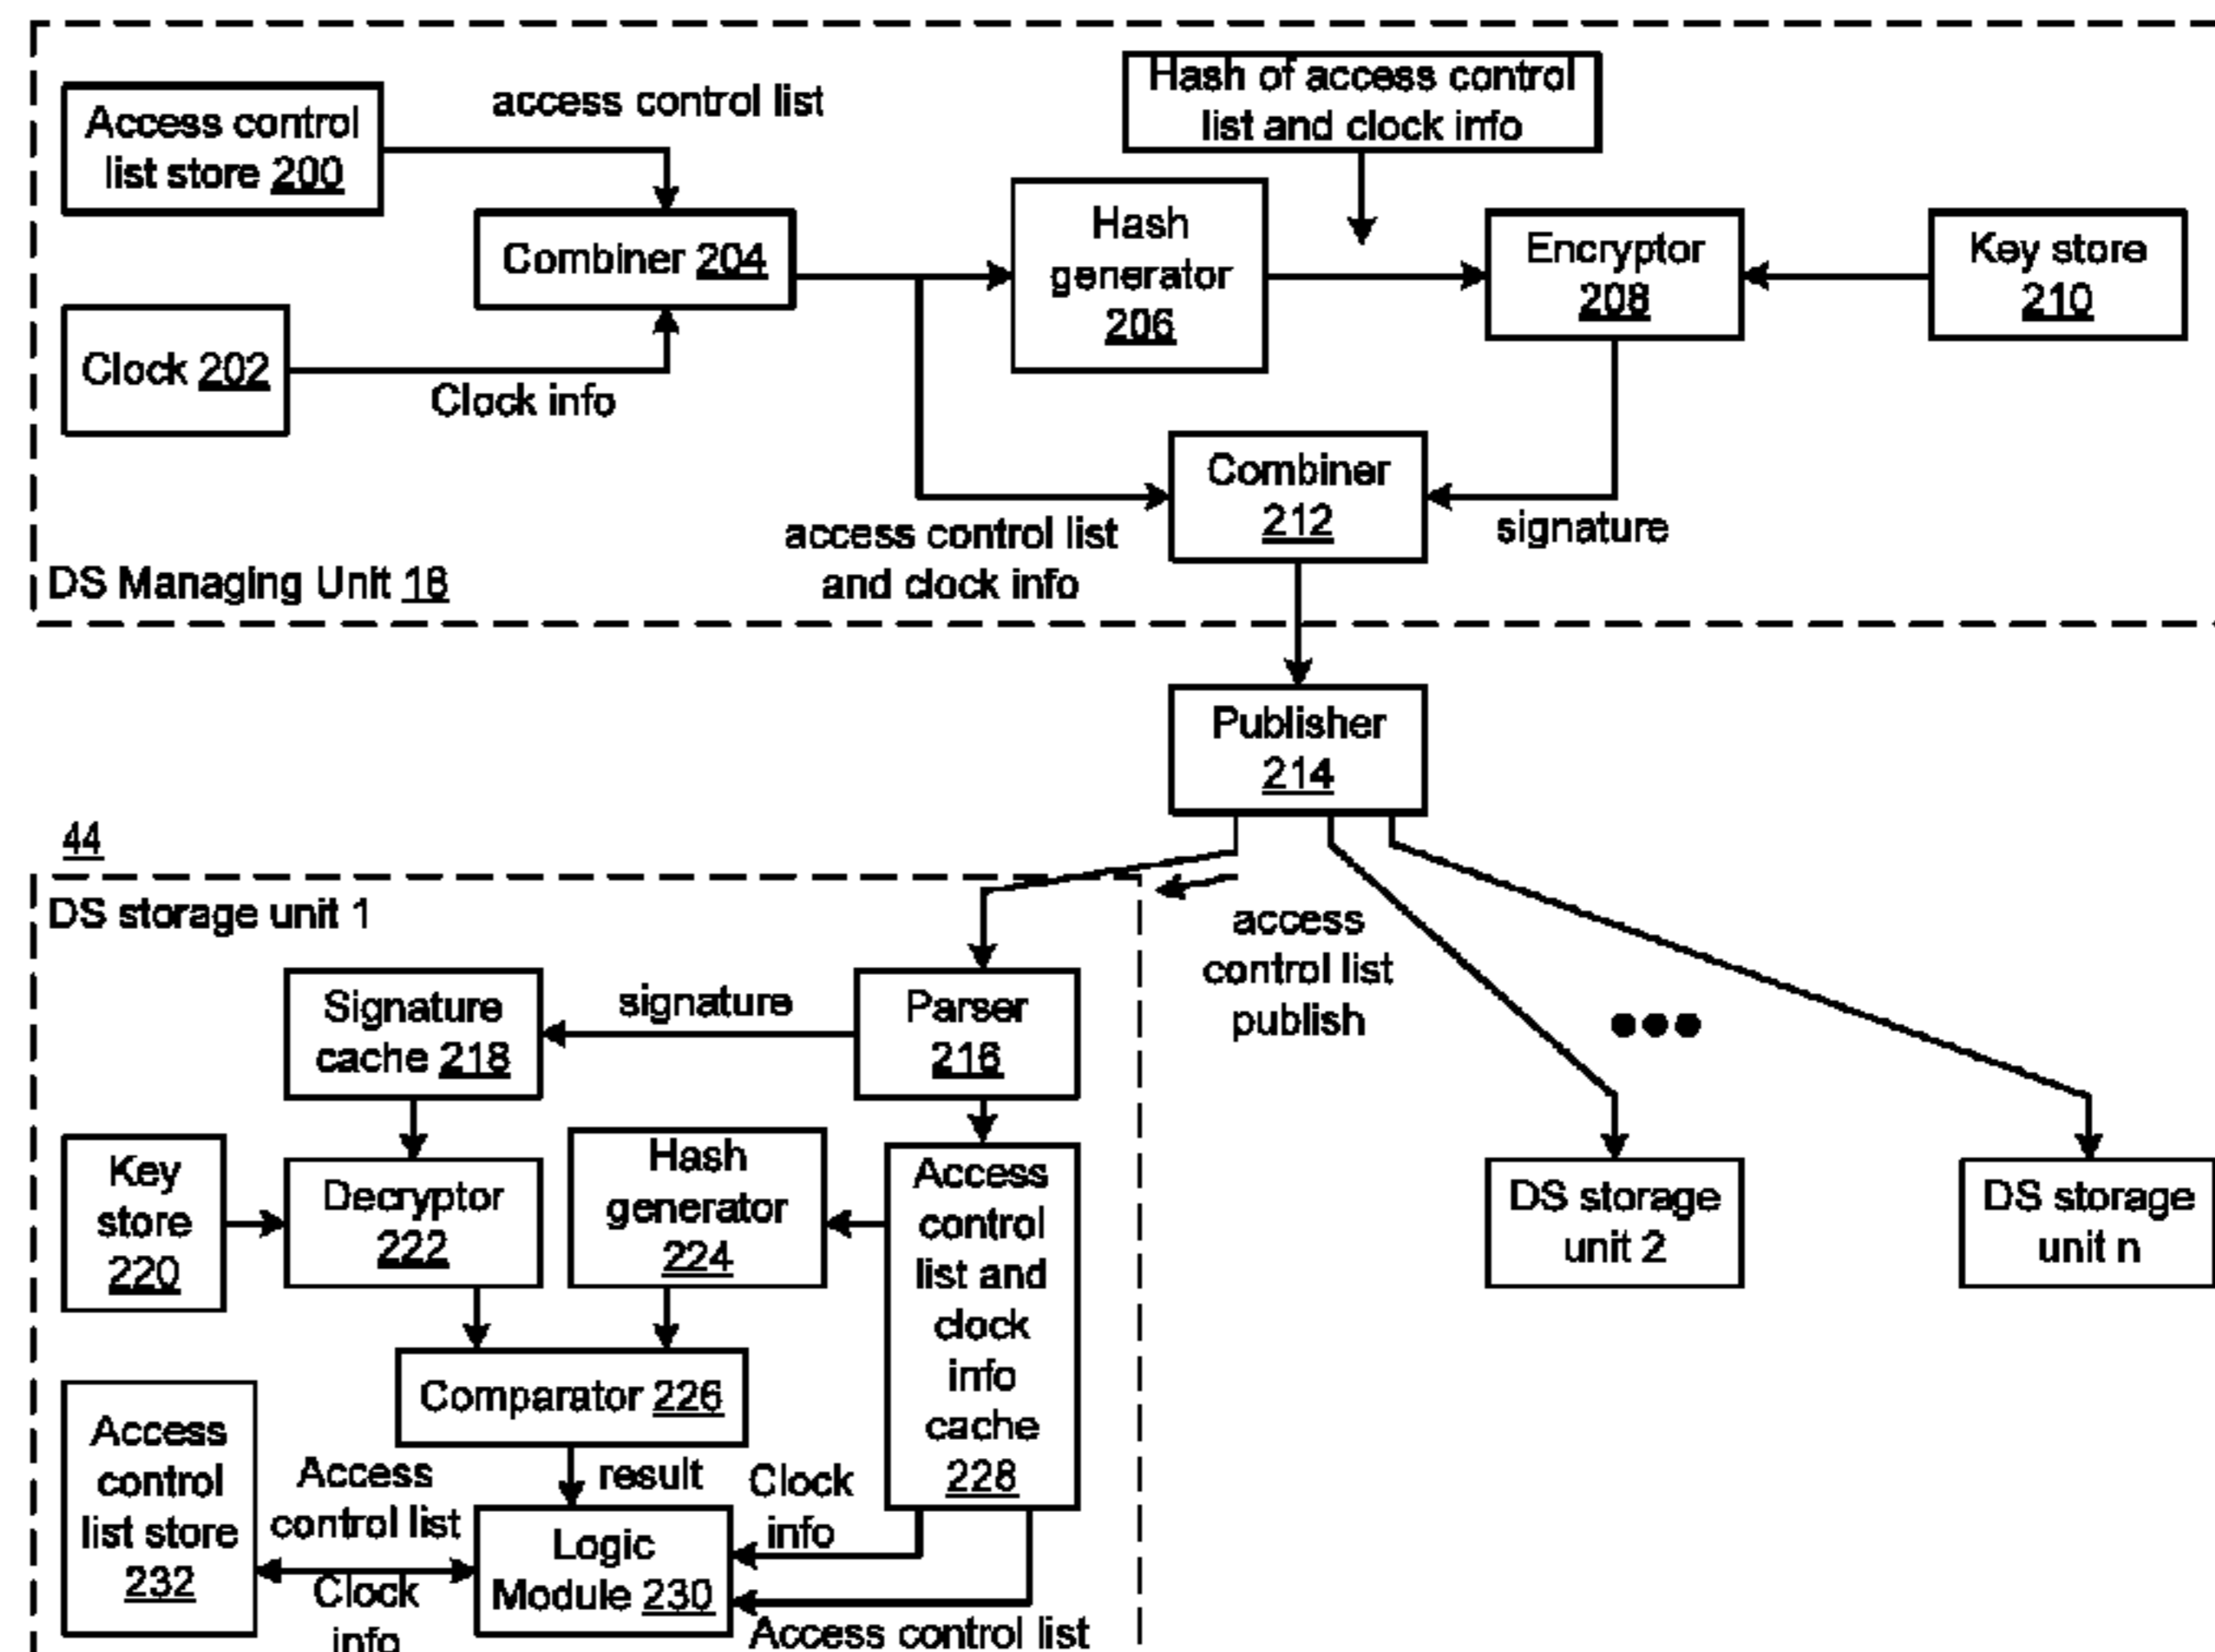 Access control
list store 200
access control list
Hash of access control
list and clock info
Combiner 204
Hash
generator
206
Encryptor
208
Key store
210
Clock 202
Clock info
Combiner
212
access control list
and clock info
signature
DS Managing Unit 18
Publisher
214
44
DS storage unit 1
access
control list
publish
Signature
cache 218
signature
Parser
216
Key
store
220
Decryptor
222
Hash
generator
224
Access
control
list and
clock
info
cache
228
DS storage
unit 2
DS storage
unit n
Comparator 226
Access
control
list store
232
Access
control list
Clock
info
result
Clock
info
Logic
Module 230
Access control list